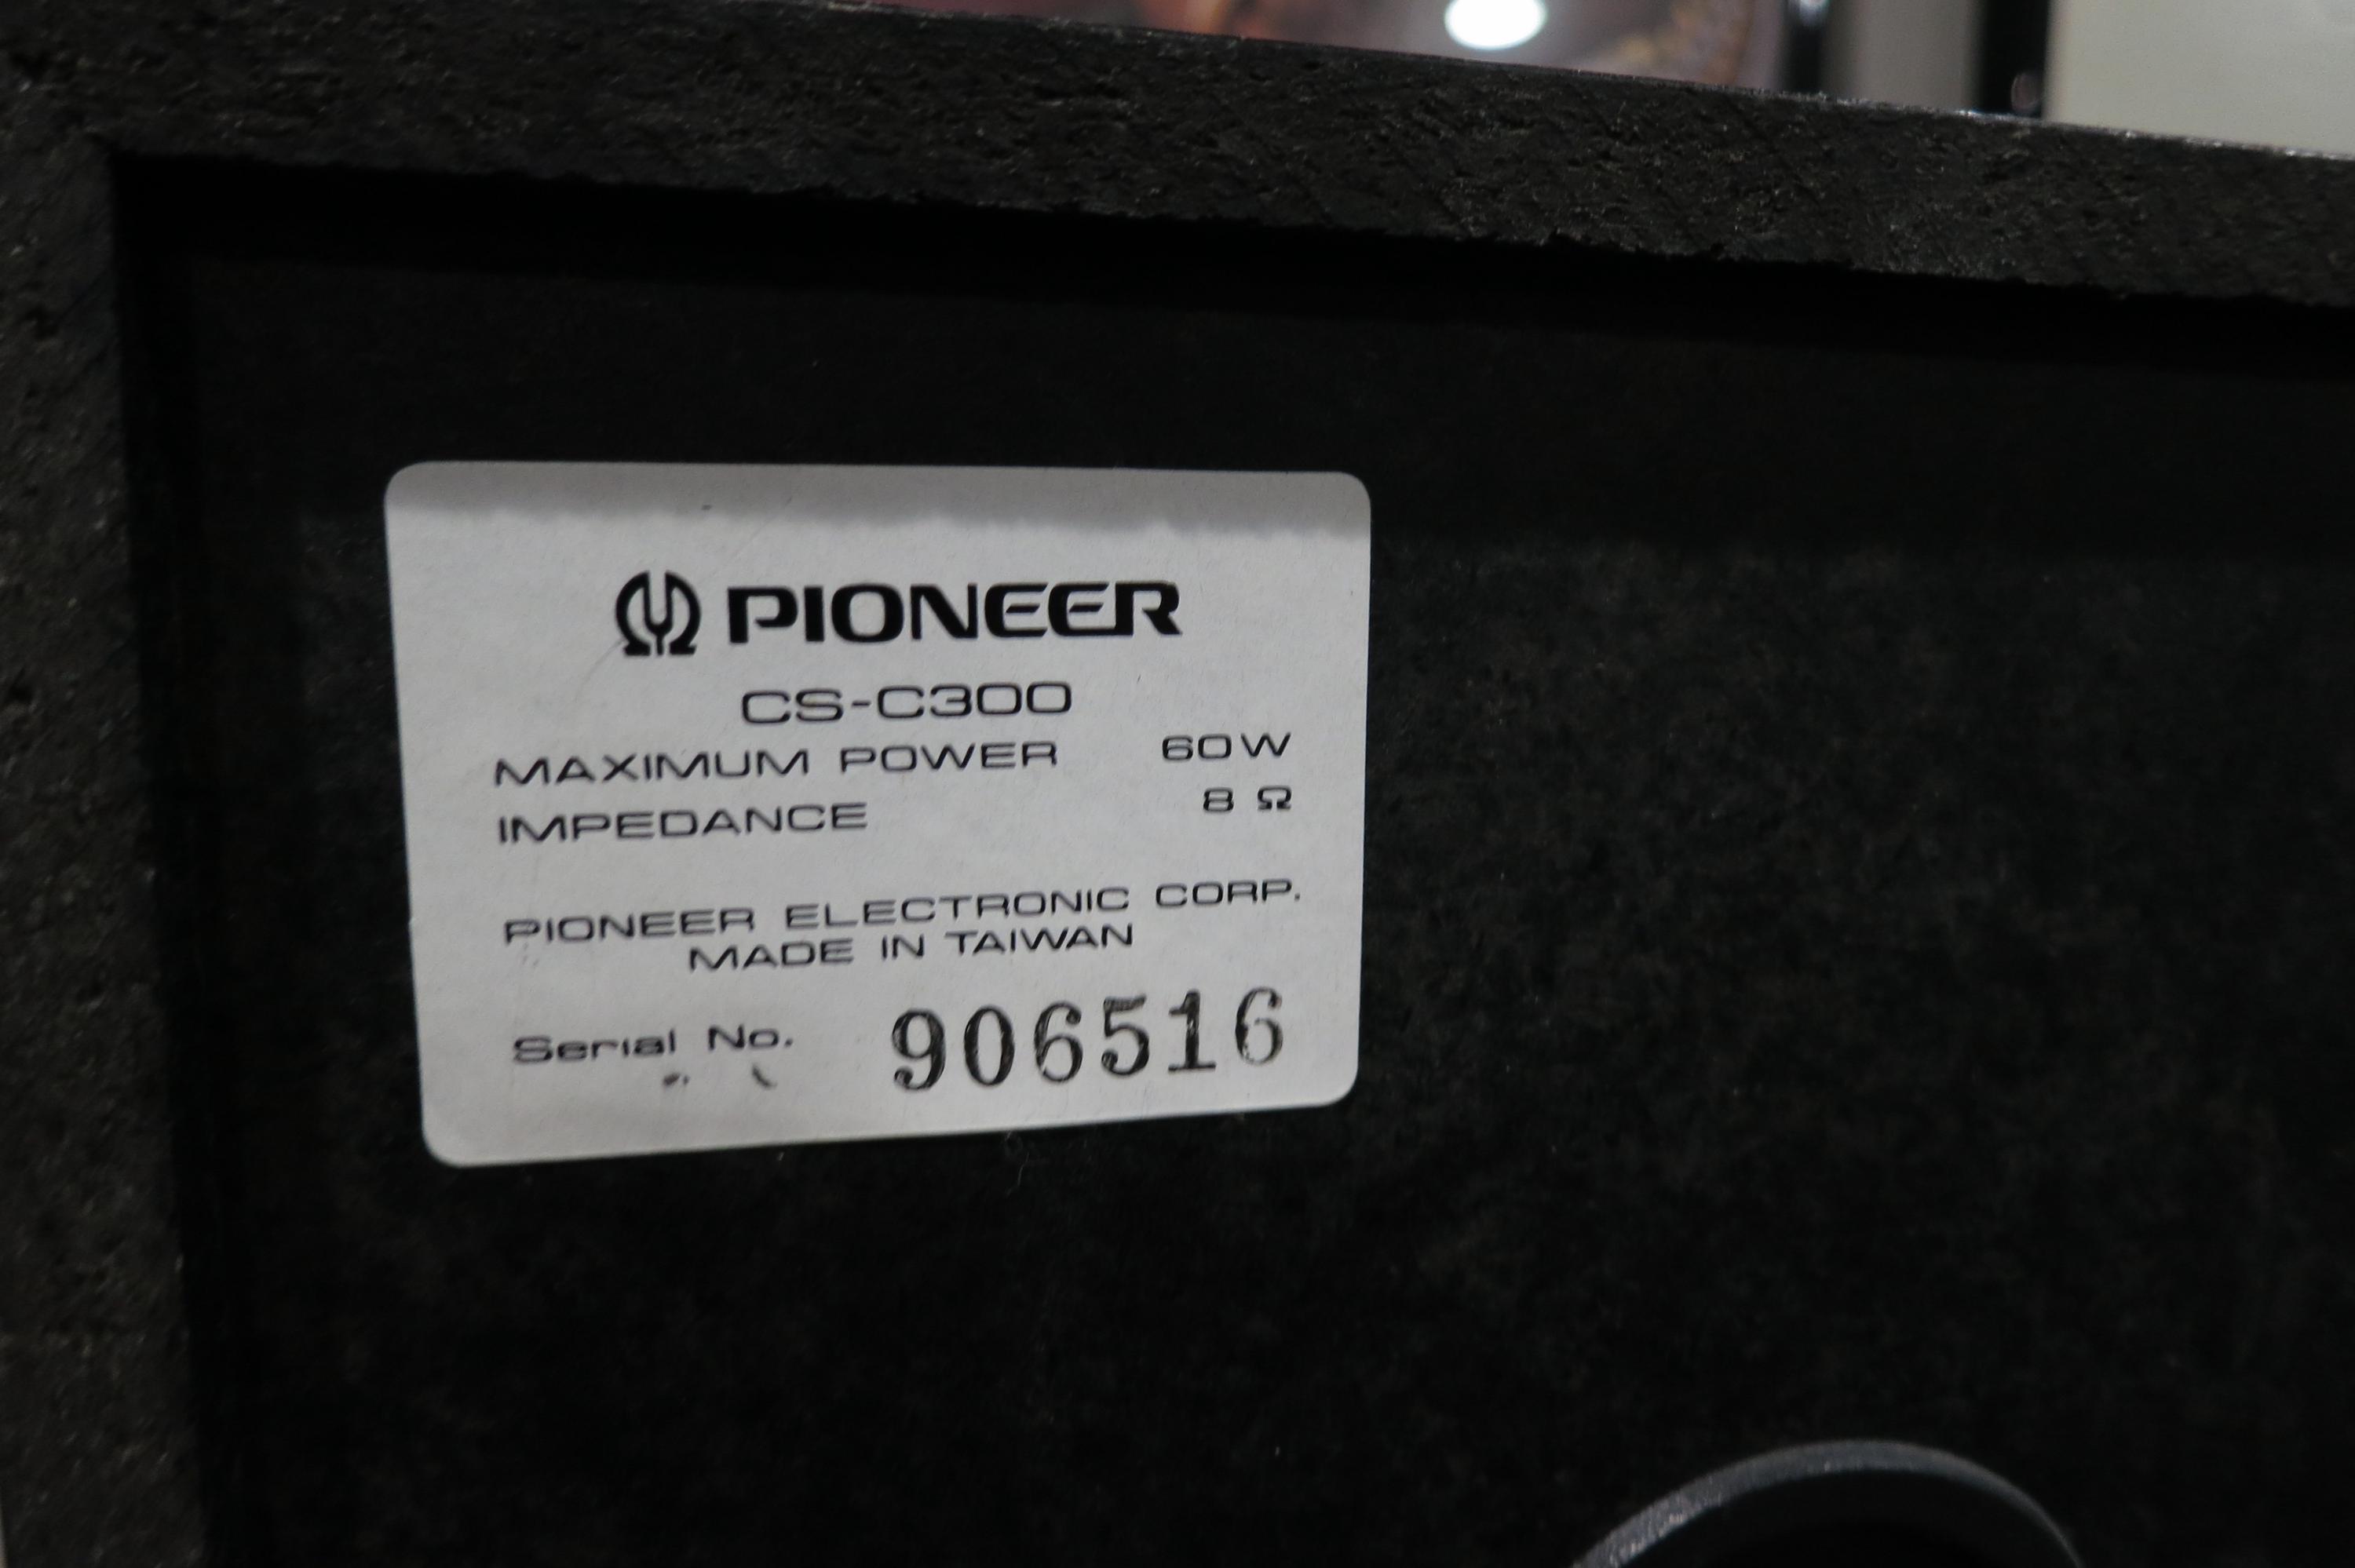 PIONEER
CS-C300
MAXIMUM POWER 60W
IMPEDANCE 8 Ω
PIONEER ELECTRONIC CORP.
MADE IN TAIWAN
Serial No. 906516